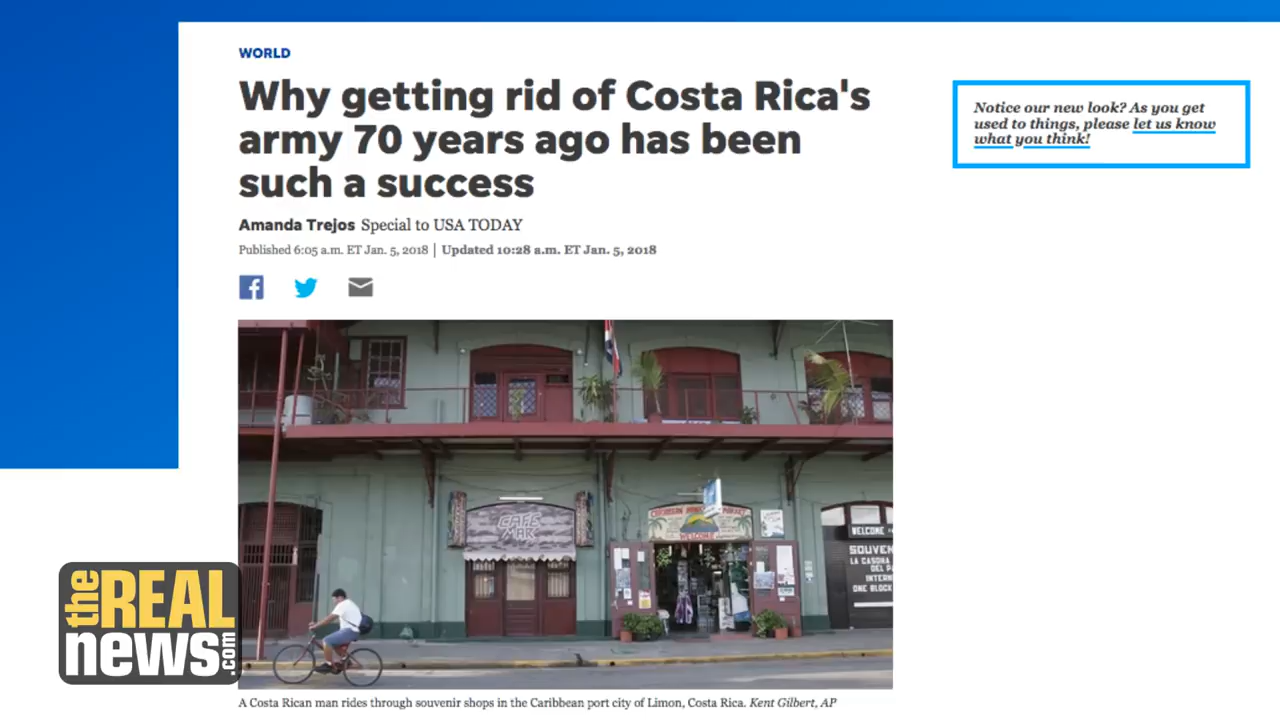 WORLD
Why getting rid of Costa Rica's
army 70 years ago has been
such a success
Amanda Trejos Special to USA TODAY
Published 6:05 a.m. ET Jan. 5, 2018 | Updated 10:28 a.m. ET Jan. 5, 2018
Notice our new look? As you get
used to things, please let us know
what you think!
CAFE
MAR
WELCOME
WELCOME
SOUVEN
LA CASONA
DEL PA
INTERN
ONE BLOCK
the REAL
news.com
A Costa Rican man rides through souvenir shops in the Caribbean port city of Limon, Costa Rica. Kent Gilbert, AP